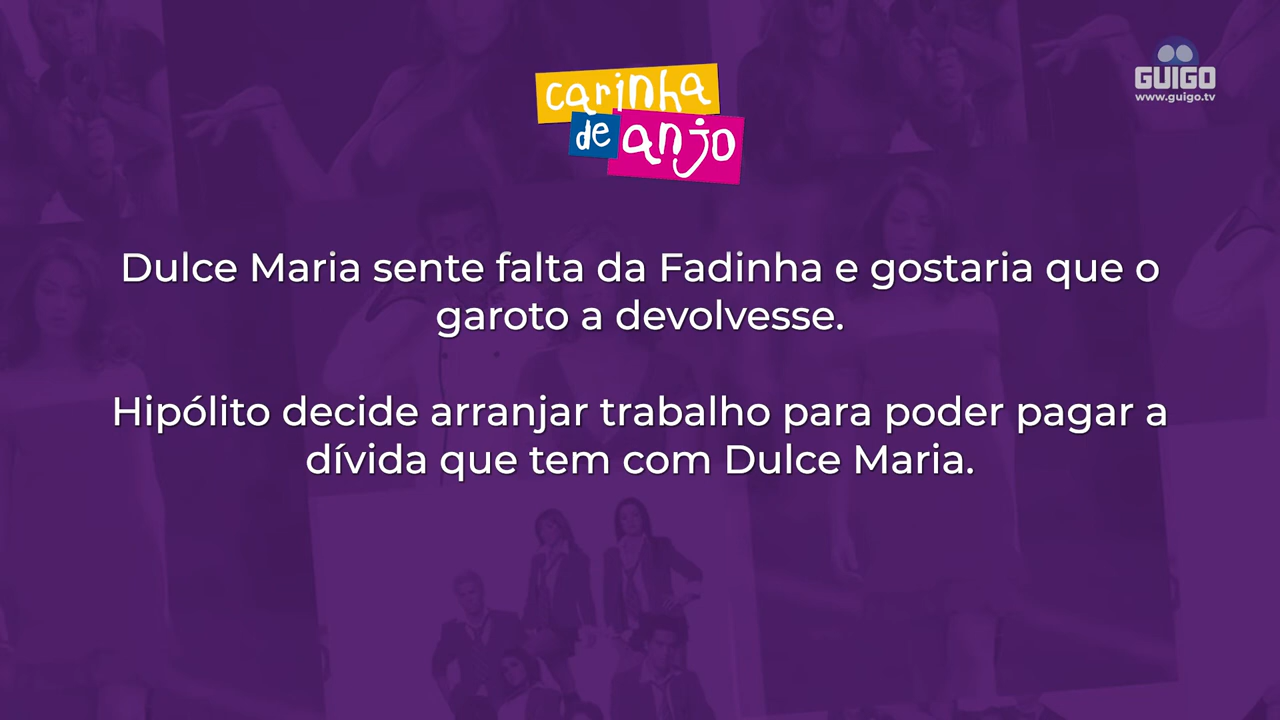 GUIGO
www.guigo.tv
carinha
de anjo
Dulce Maria sente falta da Fadinha e gostaria que o
garoto a devolvesse.
Hipólito decide arranjar trabalho para poder pagar a
dívida que tem com Dulce Maria.